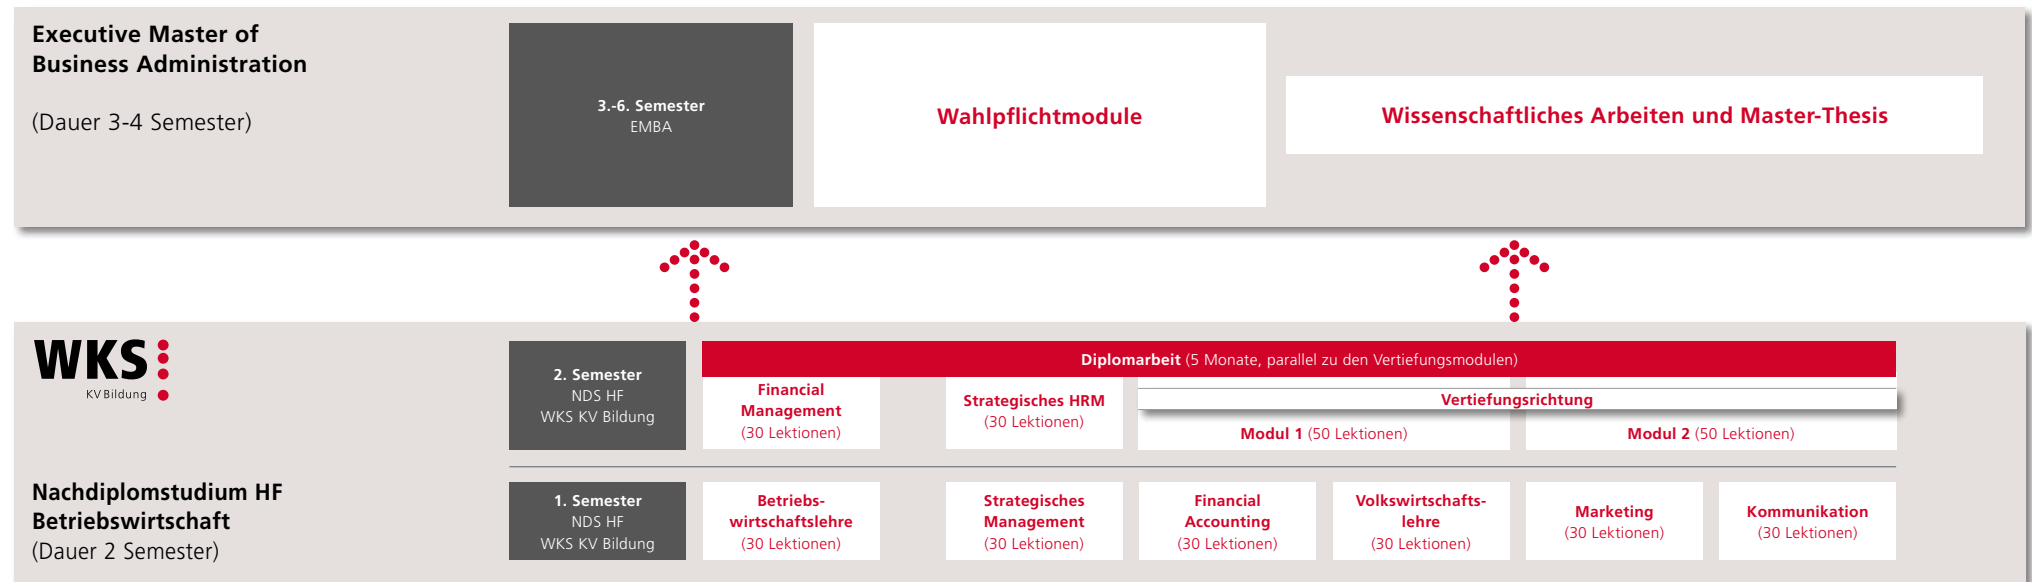 Executive Master of
Business Administration
(Dauer 3-4 Semester)
3.-6. Semester
EMBA
Wahlpflichtmodule
Wissenschaftliches Arbeiten und Master-Thesis
WKS
KV Bildung
2. Semester
NDS HF
WKS KV Bildung
Diplomarbeit (5 Monate, parallel zu den Vertiefungsmodulen)
Financial
Management
(30 Lektionen)
Strategisches HRM
(30 Lektionen)
Vertiefungsrichtung
Modul 1 (50 Lektionen)
Modul 2 (50 Lektionen)
Nachdiplomstudium HF
Betriebswirtschaft
(Dauer 2 Semester)
1. Semester
NDS HF
WKS KV Bildung
Betriebs-
wirtschaftslehre
(30 Lektionen)
Strategisches
Management
(30 Lektionen)
Financial
Accounting
(30 Lektionen)
Volkswirtschafts-
lehre
(30 Lektionen)
Marketing
(30 Lektionen)
Kommunikation
(30 Lektionen)